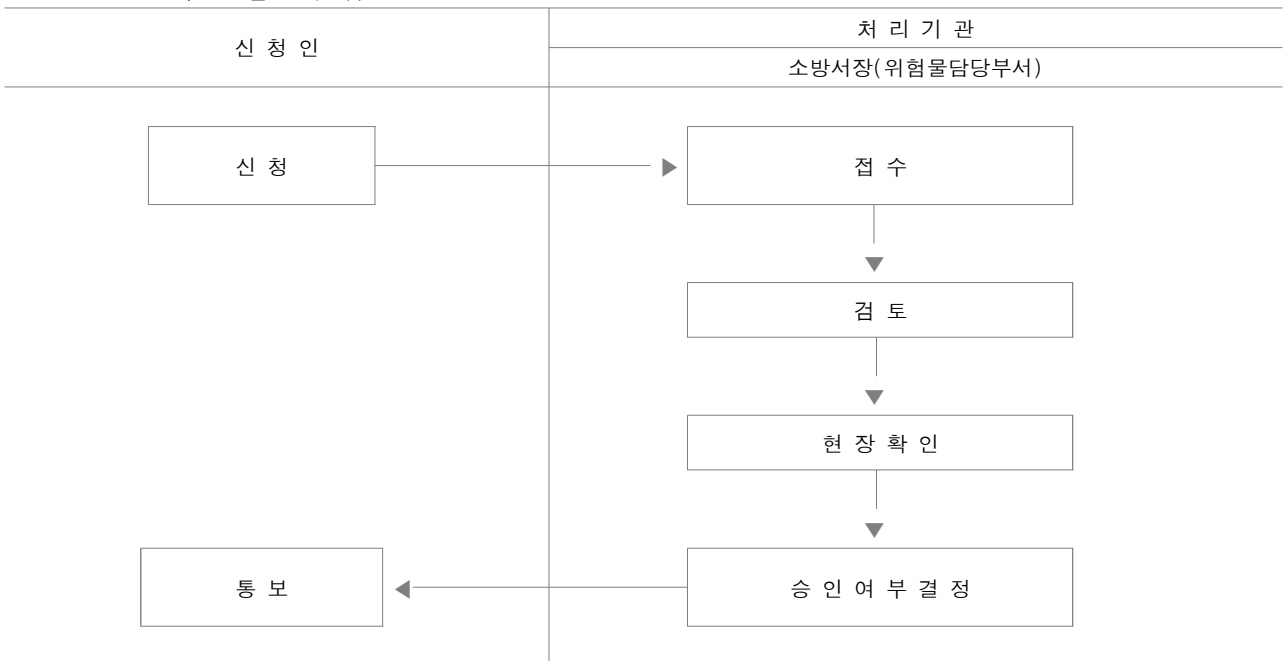 신 청 인
처 리 기 관
소방서장(위험물담당부서)
신 청
접 수
검 토
현 장 확 인
통 보
승 인 여 부 결 정